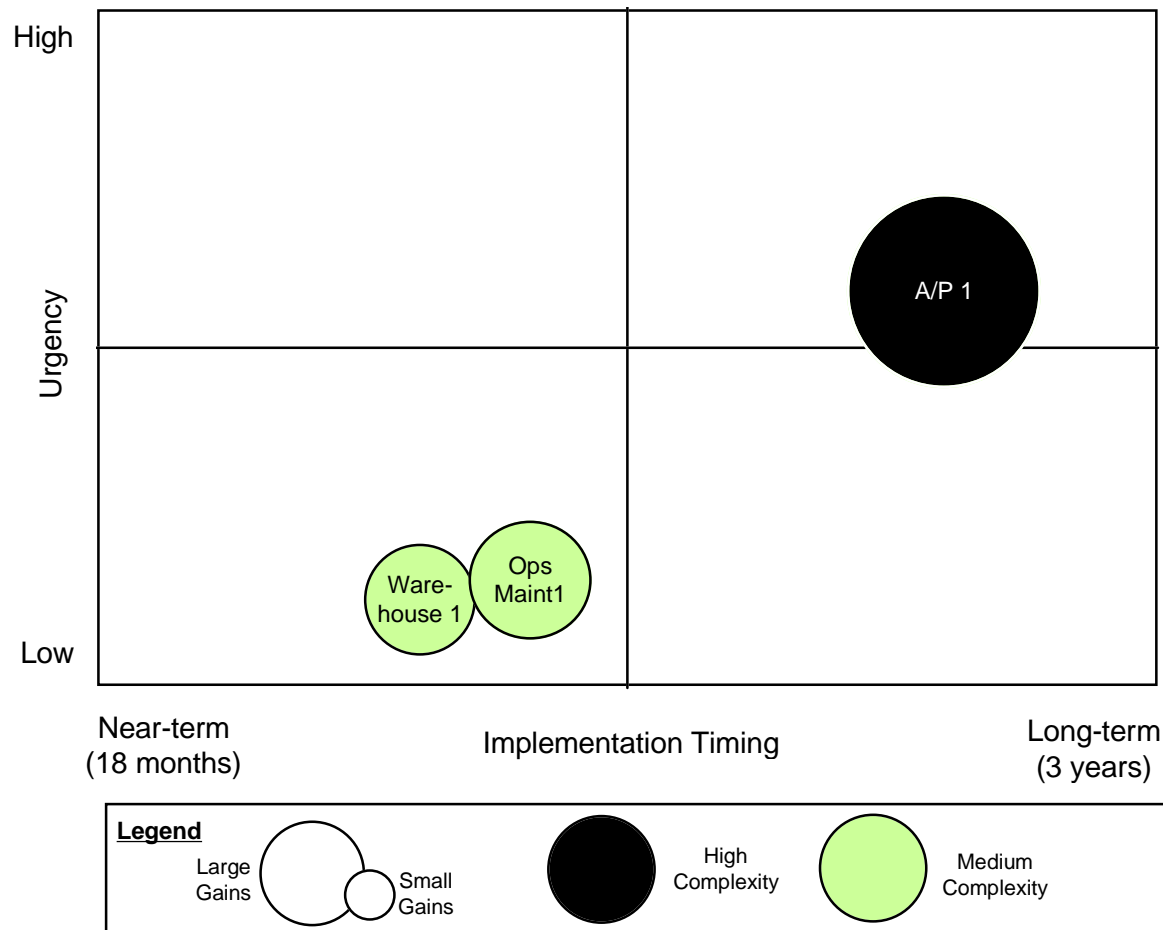 High
A/P 1
Urgency
Ops
Maint1
Ware-
house 1
Low
Near-term
(18 months)
Implementation Timing
Long-term
(3 years)
Legend
Large
Gains
Small
Gains
High
Complexity
Medium
Complexity